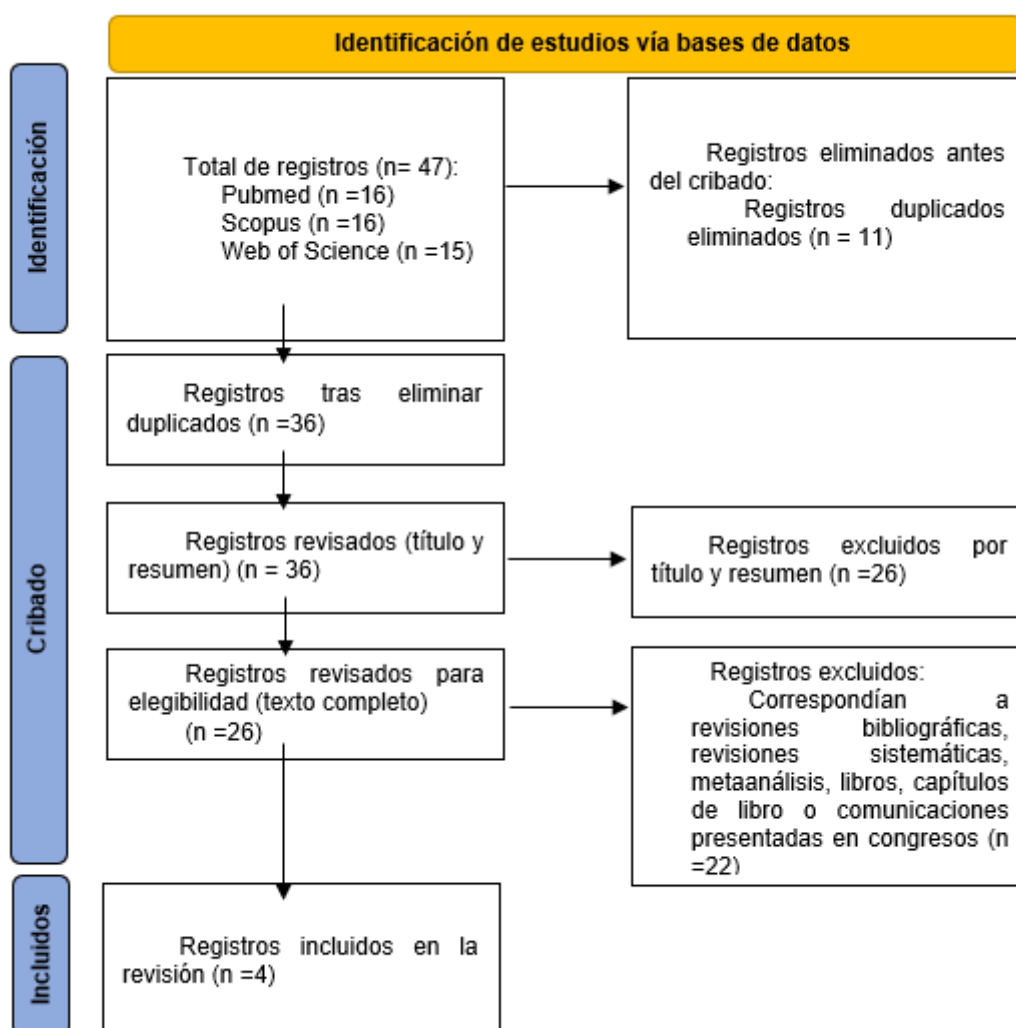 Identificación de estudios vía bases de datos
Identificación
Total de registros (n= 47):
Pubmed (n =16)
Scopus (n =16)
Web of Science (n =15)
Registros eliminados antes
del cribado:
Registros duplicados
eliminados (n = 11)
Cribado
Registros tras eliminar
duplicados (n =36)
Registros revisados (título y
resumen) (n = 36)
Registros excluidos por
título y resumen (n =26)
Registros revisados para
elegibilidad (texto completo)
(n =26)
Registros excluidos:
Correspondían a
revisiones bibliográficas,
revisiones sistemáticas,
metaanálisis, libros, capítulos
de libro o comunicaciones
presentadas en congresos (n
=22)
Incluidos
Registros incluidos en la
revisión (n =4)